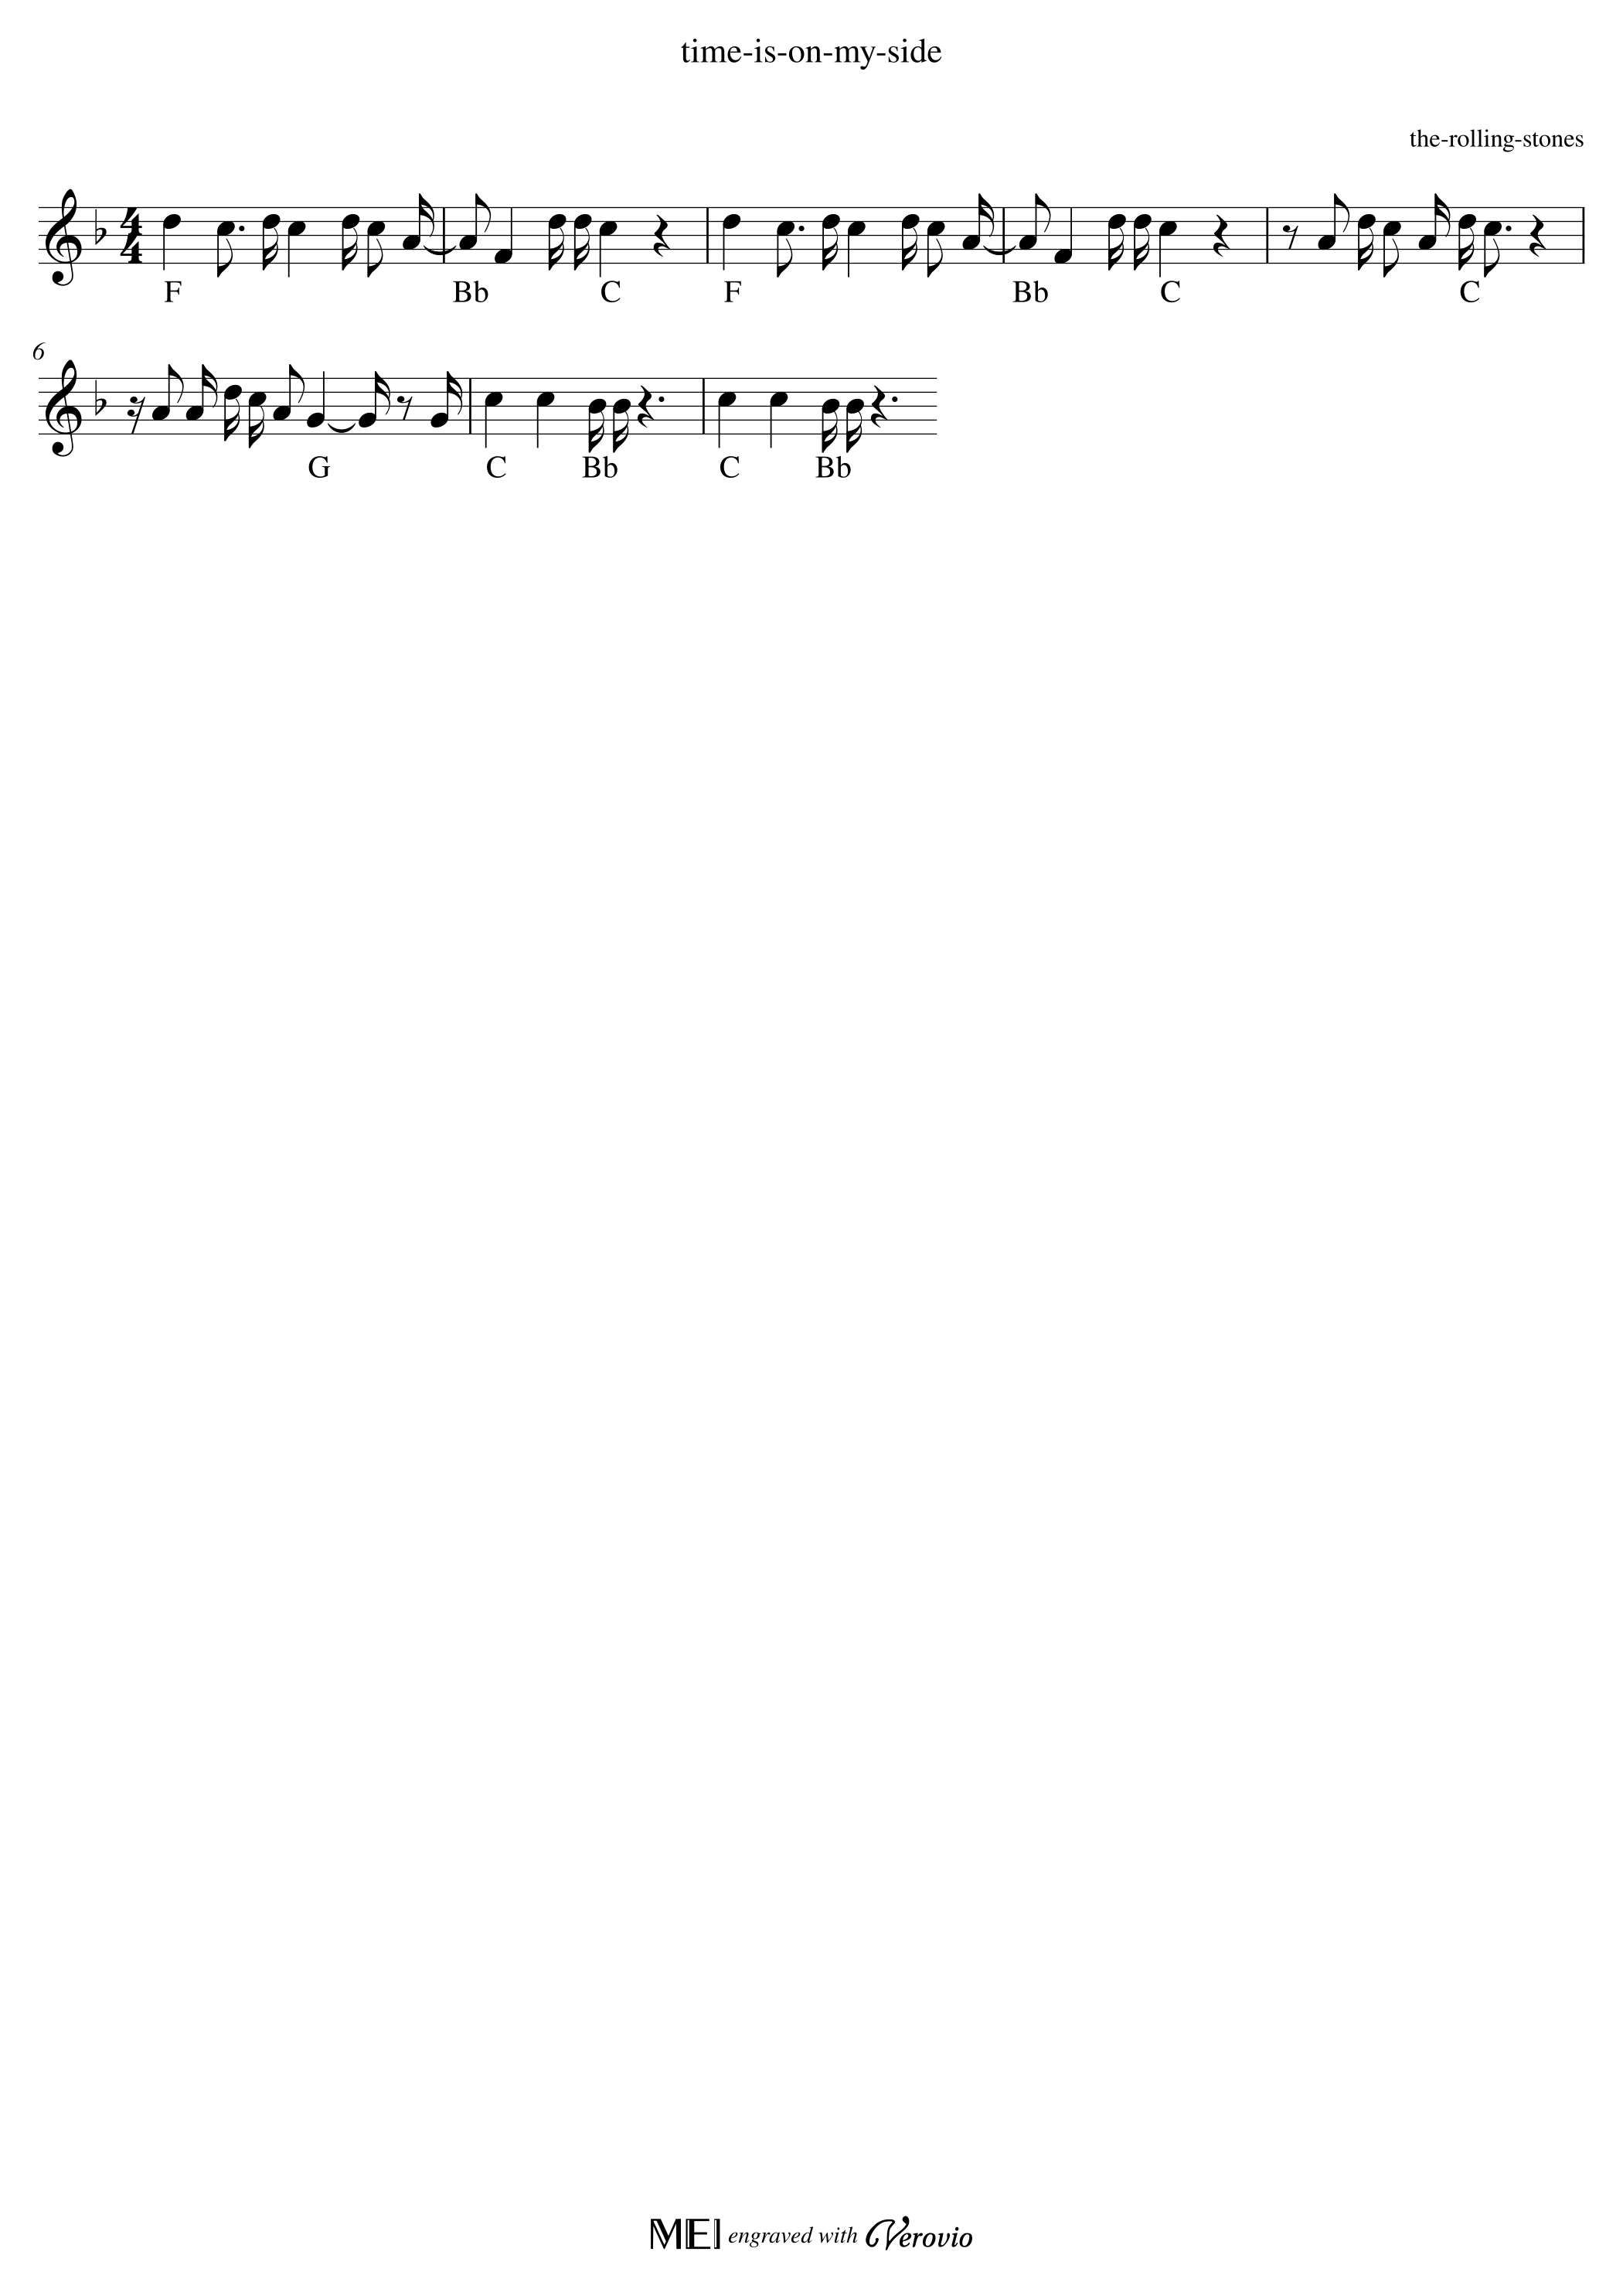 time-is-on-my-side
the-rolling-stones
4
4
F Bb C F Bb C C
6
G C Bb C Bb
MEI engraved with Verovio